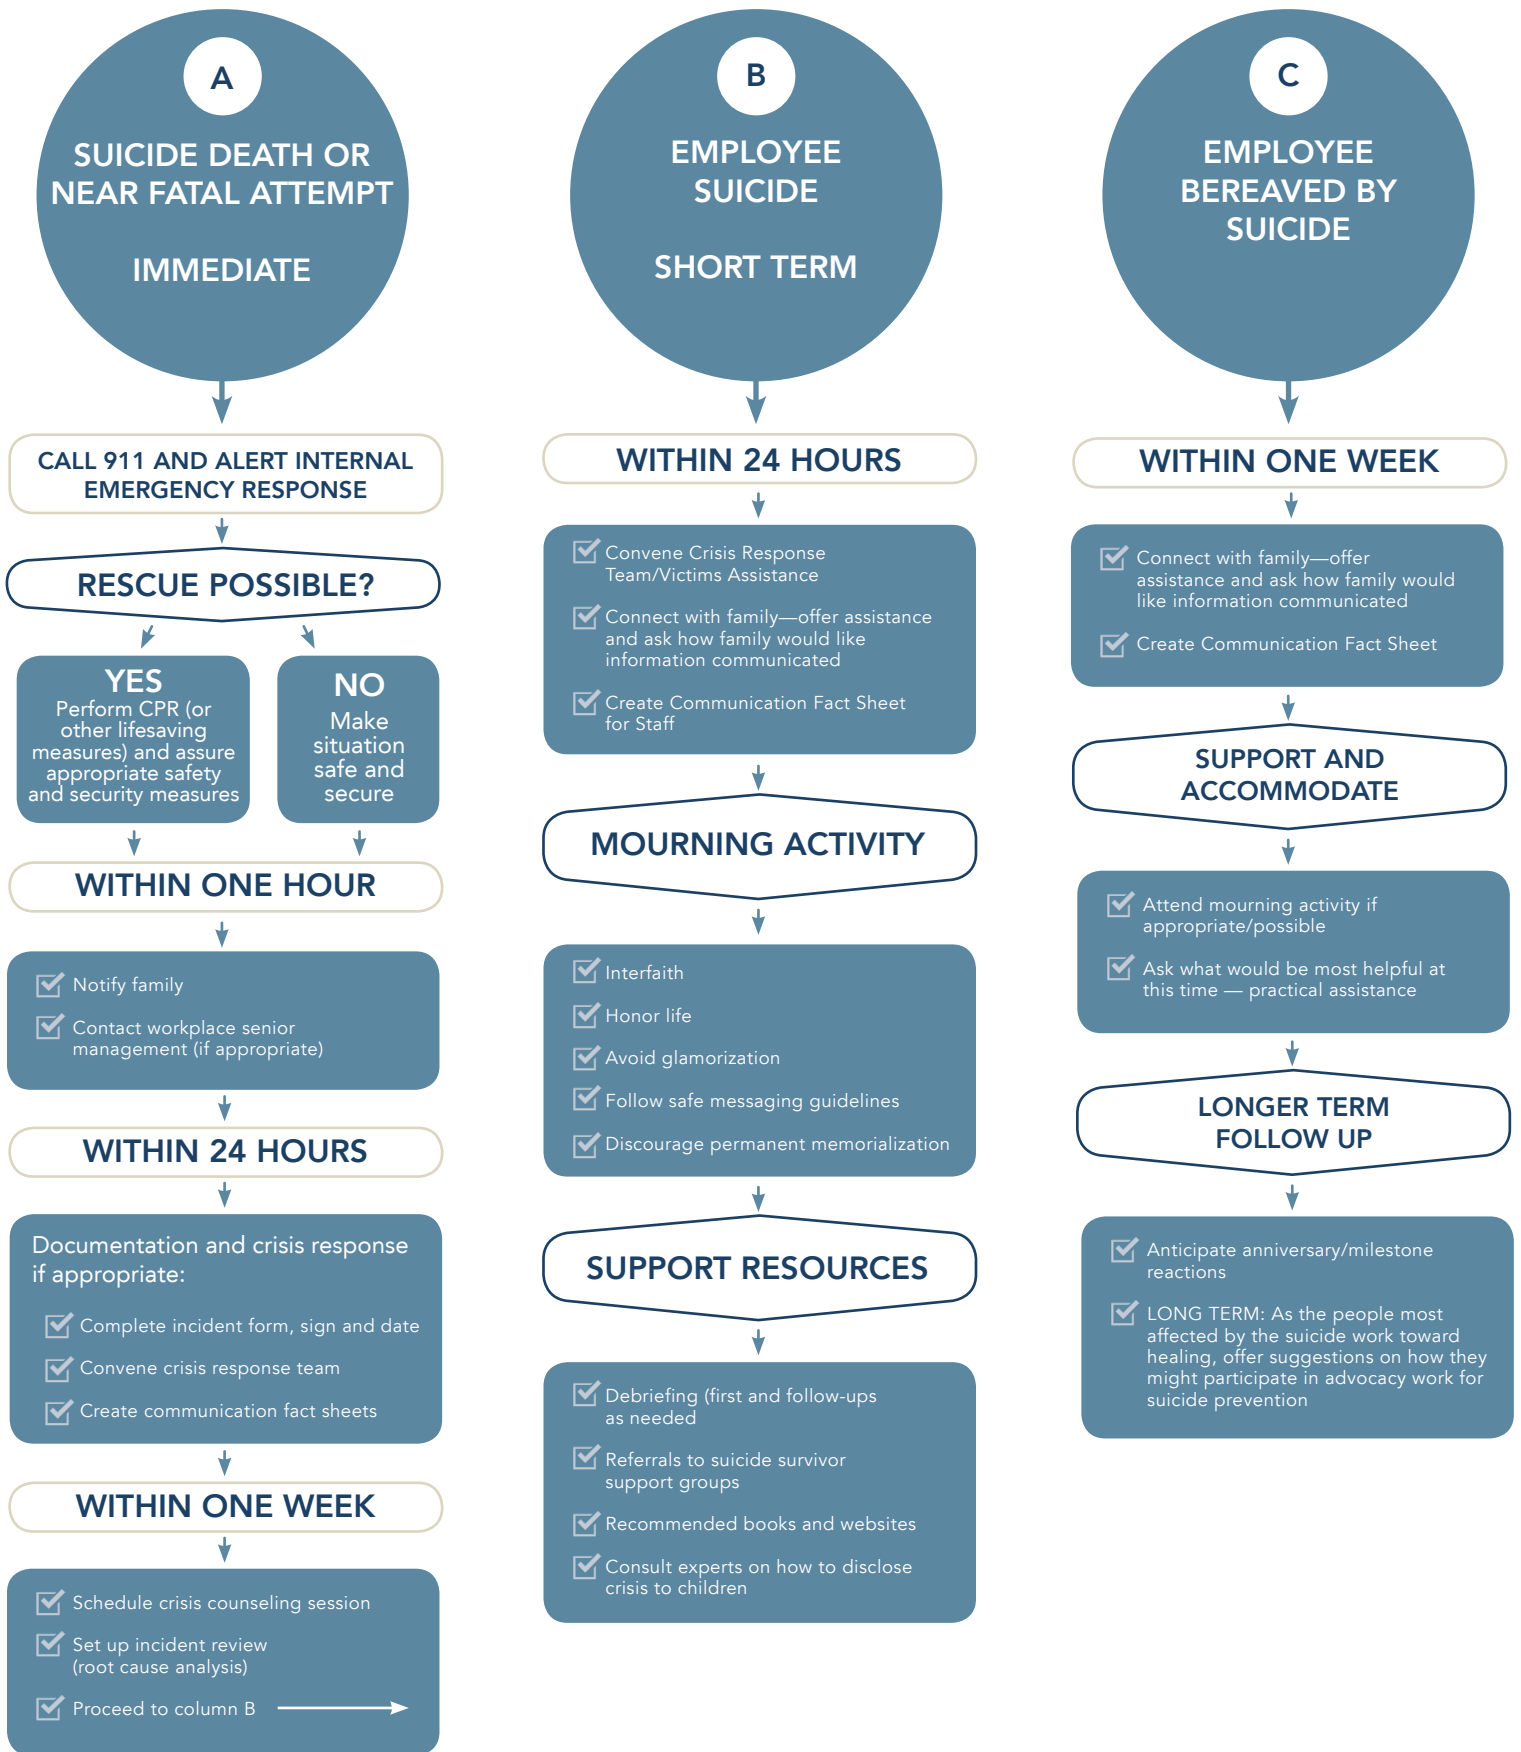 A
SUICIDE DEATH OR
NEAR FATAL ATTEMPT
IMMEDIATE
CALL 911 AND ALERT INTERNAL
EMERGENCY RESPONSE
RESCUE POSSIBLE?
YES
Perform CPR (or
other lifesaving
measures) and assure
appropriate safety
and security measures
NO
Make
situation
safe and
secure
WITHIN ONE HOUR
Notify family
Contact workplace senior
management (if appropriate)
WITHIN 24 HOURS
Documentation and crisis response
if appropriate:
Complete incident form, sign and date
Convene crisis response team
Create communication fact sheets
WITHIN ONE WEEK
Schedule crisis counseling session
Set up incident review
(root cause analysis)
Proceed to column B
B
EMPLOYEE
SUICIDE
SHORT TERM
WITHIN 24 HOURS
Convene Crisis Response
Team/Victims Assistance
Connect with family—offer assistance
and ask how family would like
information communicated
Create Communication Fact Sheet
for Staff
MOURNING ACTIVITY
Interfaith
Honor life
Avoid glamorization
Follow safe messaging guidelines
Discourage permanent memorialization
SUPPORT RESOURCES
Debriefing (first and follow-ups
as needed
Referrals to suicide survivor
support groups
Recommended books and websites
Consult experts on how to disclose
crisis to children
C
EMPLOYEE
BEREAVED BY
SUICIDE
WITHIN ONE WEEK
Connect with family—offer
assistance and ask how family would
like information communicated
Create Communication Fact Sheet
SUPPORT AND
ACCOMMODATE
Attend mourning activity if
appropriate/possible
Ask what would be most helpful at
this time — practical assistance
LONGER TERM
FOLLOW UP
Anticipate anniversary/milestone
reactions
LONG TERM: As the people most
affected by the suicide work toward
healing, offer suggestions on how they
might participate in advocacy work for
suicide prevention